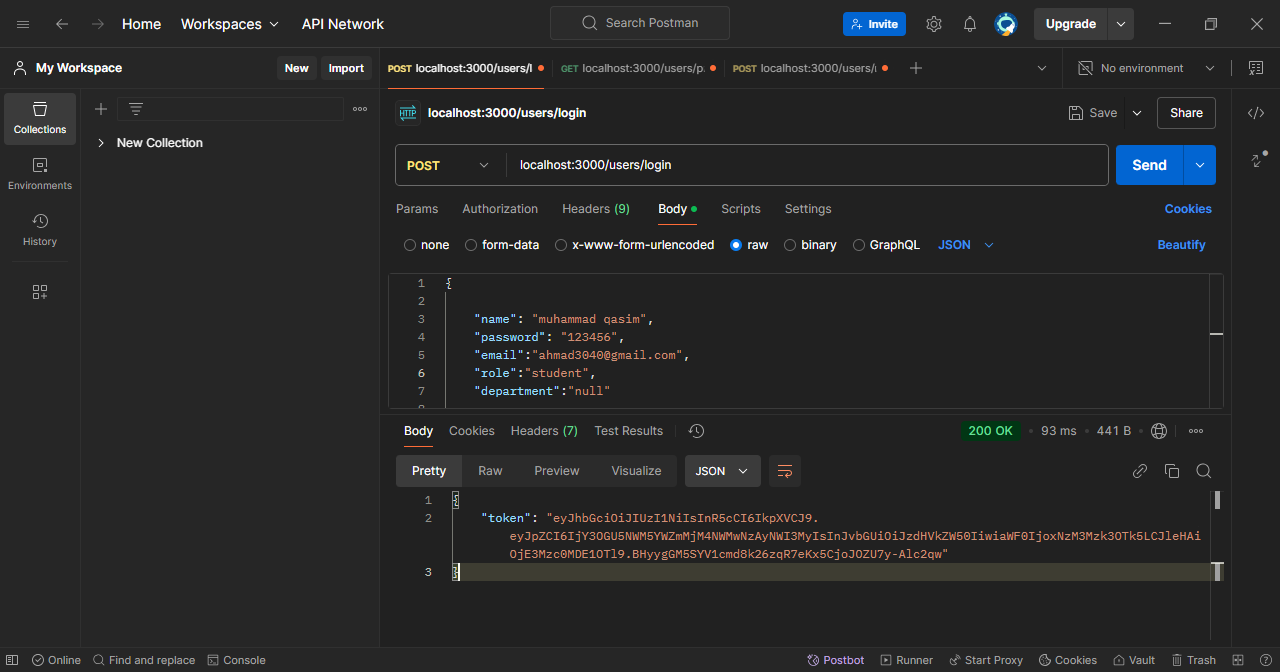 Home Workspaces API Network Search Postman Invite Upgrade
My Workspace New Import POST localhost:3000/users/l GET localhost:3000/users/p POST localhost:3000/users/ No environment
Collections
New Collection
Environments
History
HTTP localhost:3000/users/login Save Share
POST localhost:3000/users/login Send
Params Authorization Headers (9) Body Scripts Settings Cookies
none form-data x-www-form-urlencoded raw binary GraphQL JSON Beautify
1 {
2
3 "name": "muhammad qasim",
4 "password": "123456",
5 "email":"ahmad3040@gmail.com",
6 "role":"student",
7 "department":"null"
Body Cookies Headers (7) Test Results 200 OK 93 ms 441 B
Pretty Raw Preview Visualize JSON
1 {
2 "token": "eyJhbGciOiJIUzI1NiIsInR5cCI6IkpXVCJ9.
eyJpZCI6IjY3OGU5NWM5YWZmMjM4NWMwNzAyNWI3MyIsInJvbGUiOiJzdHVkZW50IiwiaWF0IjoxNzM3Mzk3OTk5LCJleHAi
OjE3Mzc0MDE1OTl9.BHyygGM5SYV1cmd8k26zqR7eKx5CjoJOZU7y-Alc2qw"
3 }
Online Find and replace Console Postbot Runner Start Proxy Cookies Vault Trash